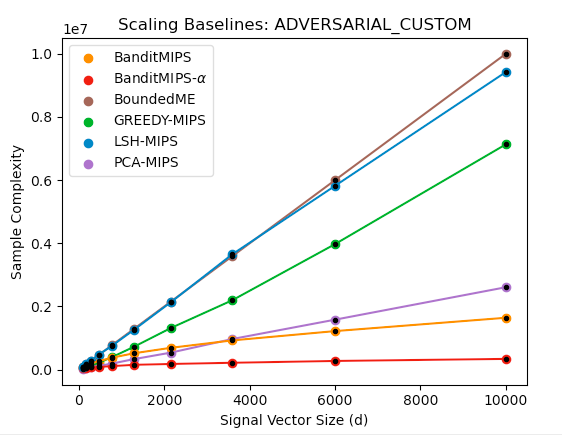 Scaling Baselines: ADVERSARIAL_CUSTOM
1e7
BanditMIPS
BanditMIPS-α
BoundedME
GREEDY-MIPS
LSH-MIPS
PCA-MIPS
1.0
0.8
0.6
0.4
0.2
0.0
Sample Complexity
0 2000 4000 6000 8000 10000
Signal Vector Size (d)